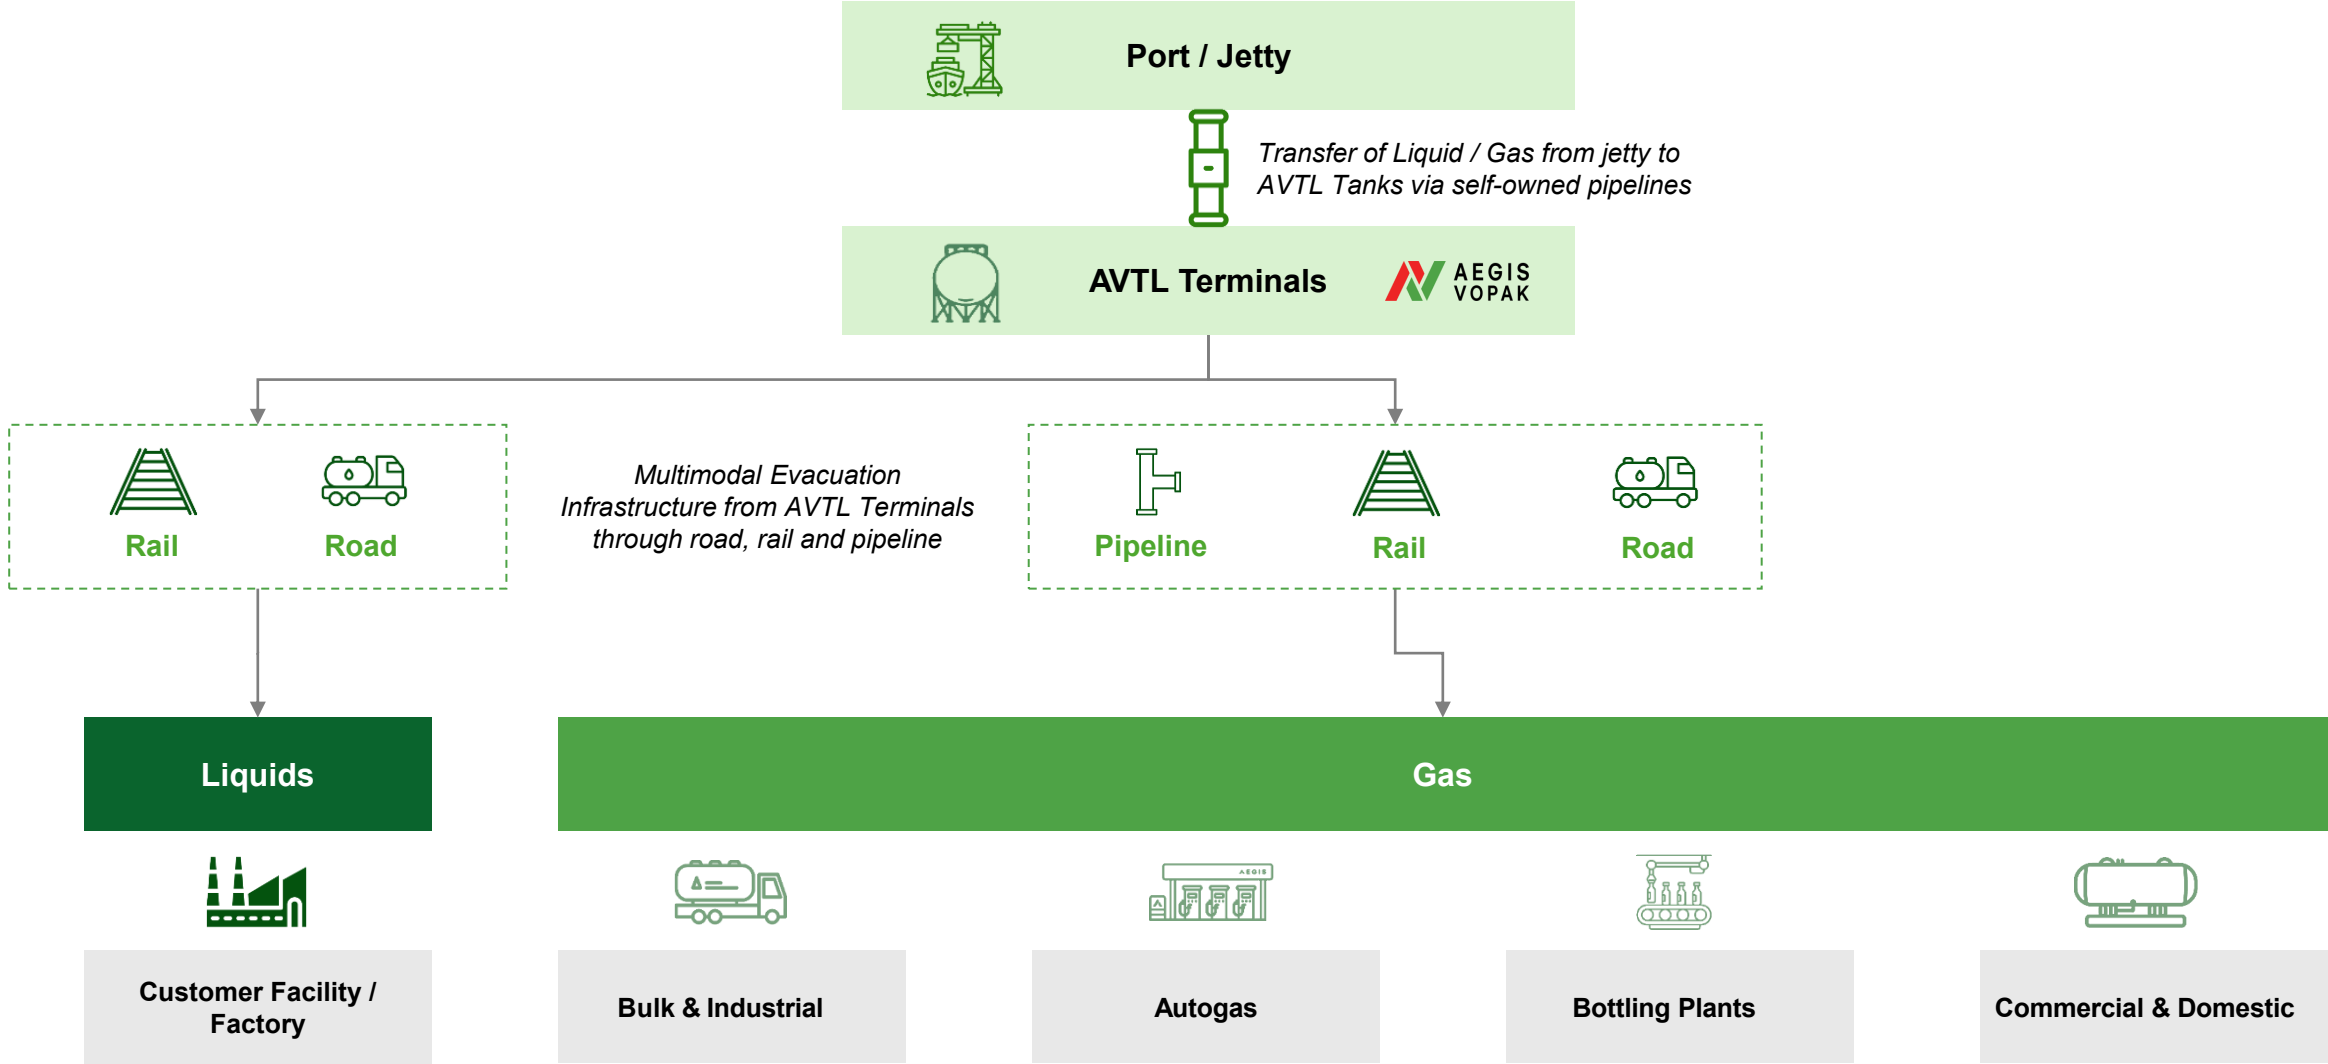 Port / Jetty
Transfer of Liquid / Gas from jetty to
AVTL Tanks via self-owned pipelines
AVTL Terminals
AEGIS
VOPAK
Rail
Road
Multimodal Evacuation
Infrastructure from AVTL Terminals
through road, rail and pipeline
Pipeline
Rail
Road
Liquids
Gas
AEGIS
Customer Facility /
Factory
Bulk & Industrial
Autogas
Bottling Plants
Commercial & Domestic